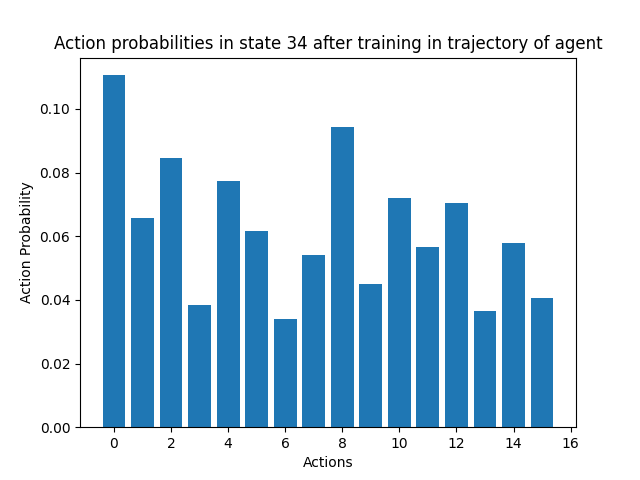 Action probabilities in state 34 after training in trajectory of agent
0.10
0.08
0.06
0.04
0.02
0.00
Action Probability
0 2 4 6 8 10 12 14 16
Actions